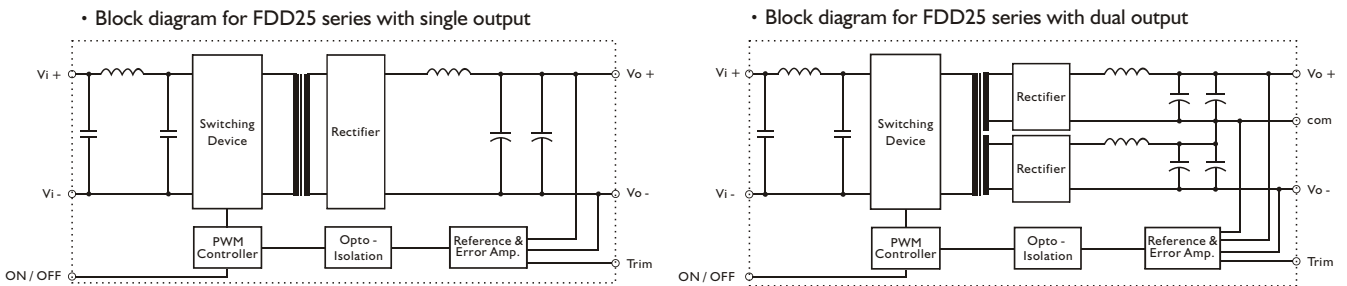 • Block diagram for FDD25 series with single output
Vi +
Vo +
Switching
Device
Rectifier
Vi -
Vo -
PWM
Controller
Opto -
Isolation
Reference &
Error Amp.
Trim
ON / OFF
• Block diagram for FDD25 series with dual output
Vi +
Vo +
Rectifier
com
Switching
Device
Rectifier
Vi -
Vo -
PWM
Controller
Opto -
Isolation
Reference &
Error Amp.
Trim
ON / OFF